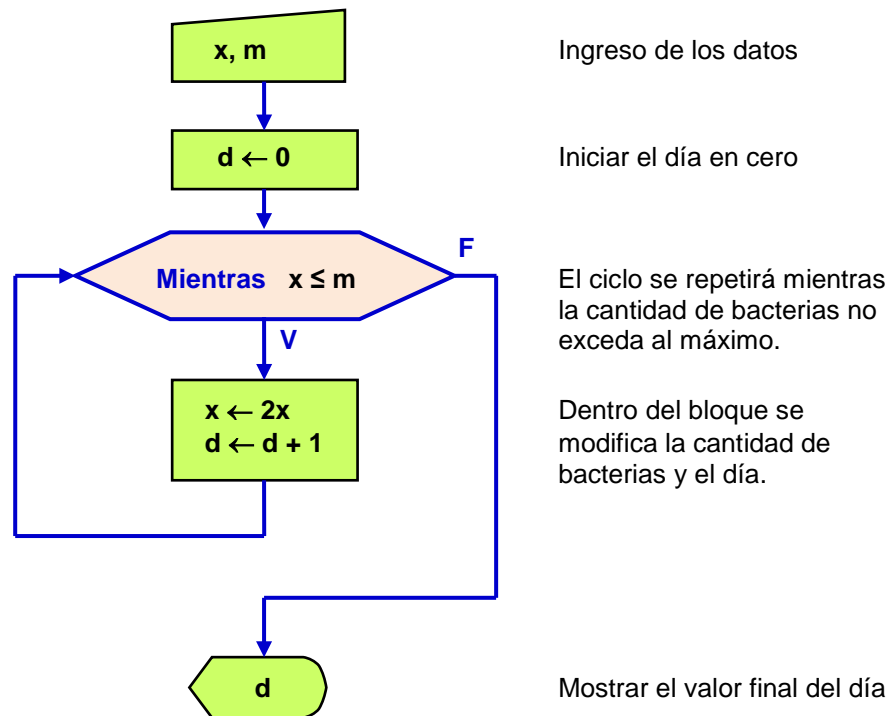 x, m
Ingreso de los datos
d ← 0
Iniciar el día en cero
F
Mientras x ≤ m
El ciclo se repetirá mientras
la cantidad de bacterias no
exceda al máximo.
V
x ← 2x
d ← d + 1
Dentro del bloque se
modifica la cantidad de
bacterias y el día.
d
Mostrar el valor final del día